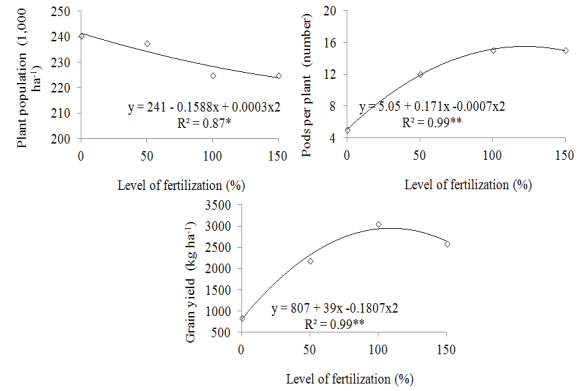 Plant population (1,000
ha-1)
250
240
230
220
210
200
y = 241 - 0.1588x + 0.0003x2
R² = 0.87*
0 50 100 150
Level of fertilization (%)
Pods per plant (number)
20
16
12
8
4
y = 5.05 + 0.171x -0.0007x2
R² = 0.99**
0 50 100 150
Level of fertilization (%)
Grain yield (kg ha-1)
3500
3000
2500
2000
1500
1000
500
y = 807 + 39x -0.1807x2
R² = 0.99**
0 50 100 150
Level of fertilization (%)